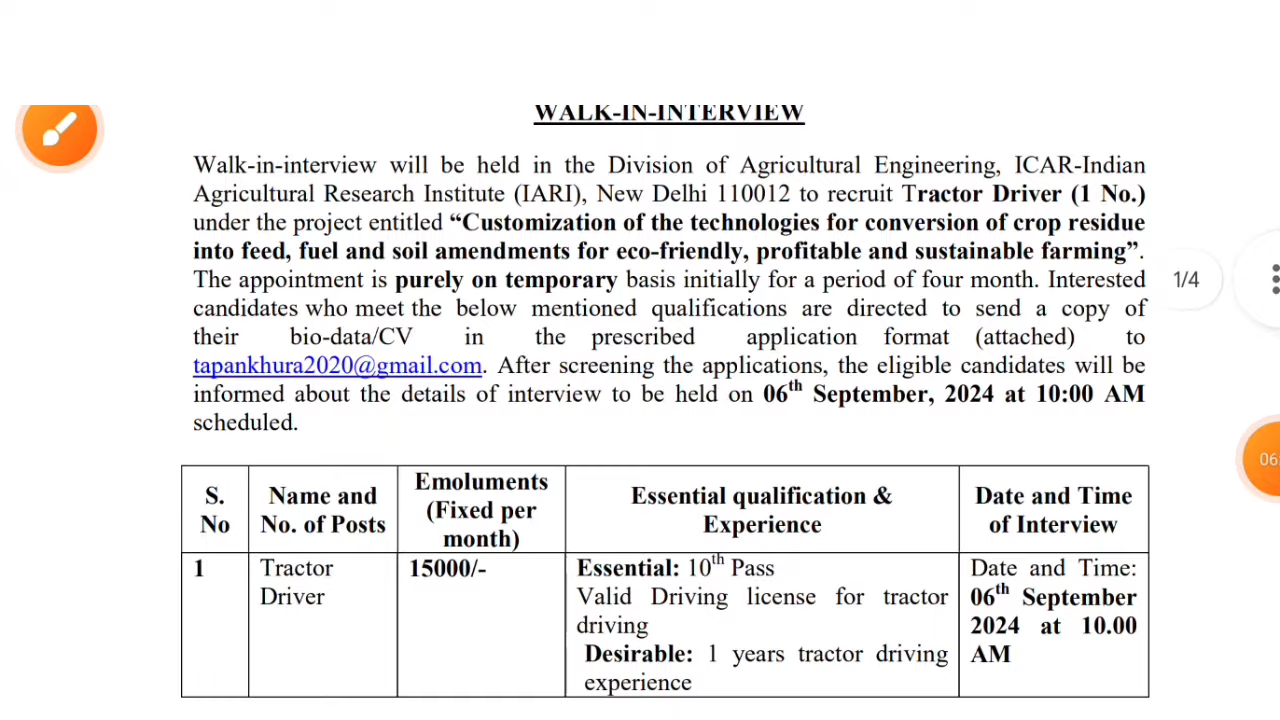 WALK-IN-INTERVIEW
Walk-in-interview will be held in the Division of Agricultural Engineering, ICAR-Indian
Agricultural Research Institute (IARI), New Delhi 110012 to recruit Tractor Driver (1 No.)
under the project entitled “Customization of the technologies for conversion of crop residue
into feed, fuel and soil amendments for eco-friendly, profitable and sustainable farming”.
The appointment is purely on temporary basis initially for a period of four month. Interested
candidates who meet the below mentioned qualifications are directed to send a copy of
their bio-data/CV in the prescribed application format (attached) to
tapankhura2020@gmail.com. After screening the applications, the eligible candidates will be
informed about the details of interview to be held on 06th September, 2024 at 10:00 AM
scheduled.
1/4
06
S.
No
Name and
No. of Posts
Emoluments
(Fixed per
month)
Essential qualification &
Experience
Date and Time
of Interview
1
Tractor
Driver
15000/-
Essential: 10th Pass
Valid Driving license for tractor
driving
Desirable: 1 years tractor driving
experience
Date and Time:
06th September
2024 at 10.00
AM